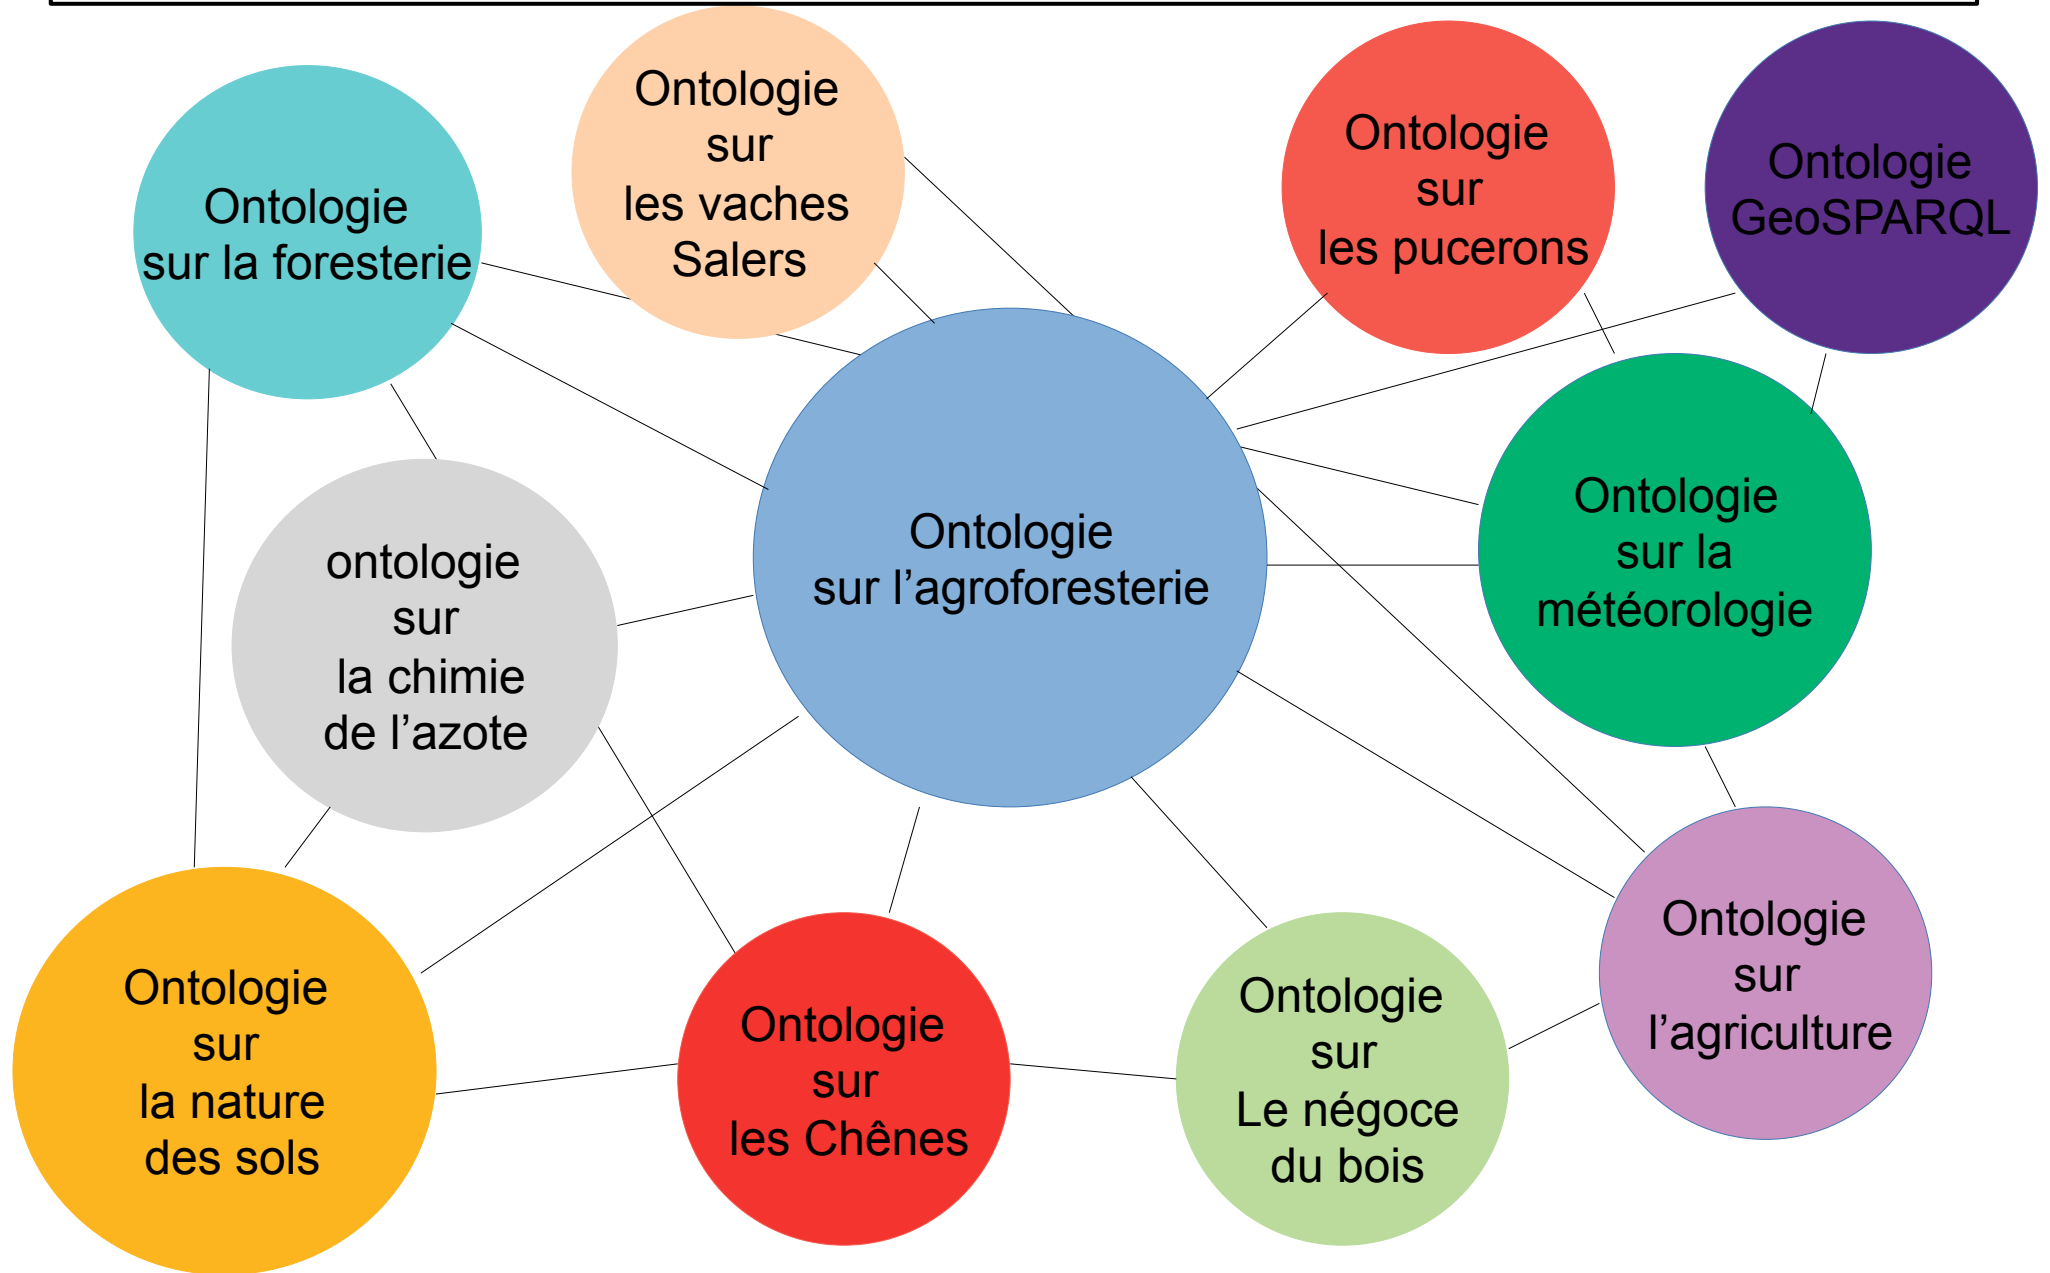 Ontologie
sur la foresterie
Ontologie
sur
les vaches
Salers
Ontologie
sur
les pucerons
Ontologie
GeoSPARQL
ontologie
sur
la chimie
de l’azote
Ontologie
sur l’agroforesterie
Ontologie
sur la
météorologie
Ontologie
sur
la nature
des sols
Ontologie
sur
les Chênes
Ontologie
sur
Le négoce
du bois
Ontologie
sur
l’agriculture